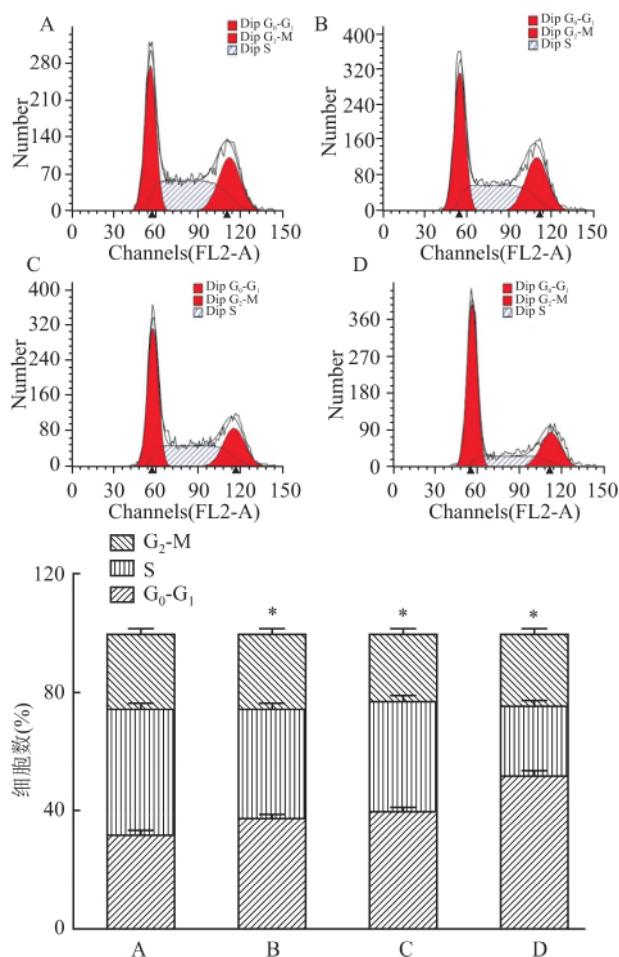 A
Dip G₀-G₁
Dip G₂-M
Dip S
Number
280
210
140
70
0
0 30 60 90 120 150
Channels(FL2-A)
B
Dip G₀-G₁
Dip G₂-M
Dip S
Number
400
320
240
160
80
0
0 30 60 90 120 150
Channels(FL2-A)
C
Dip G₀-G₁
Dip G₂-M
Dip S
Number
400
320
240
160
80
0
0 30 60 90 120 150
Channels(FL2-A)
D
Dip G₀-G₁
Dip G₂-M
Dip S
Number
360
270
180
90
0
0 30 60 90 120 150
Channels(FL2-A)
G₂-M
S
G₀-G₁
细胞数(%)
120
80
40
0
* * *
A B C D